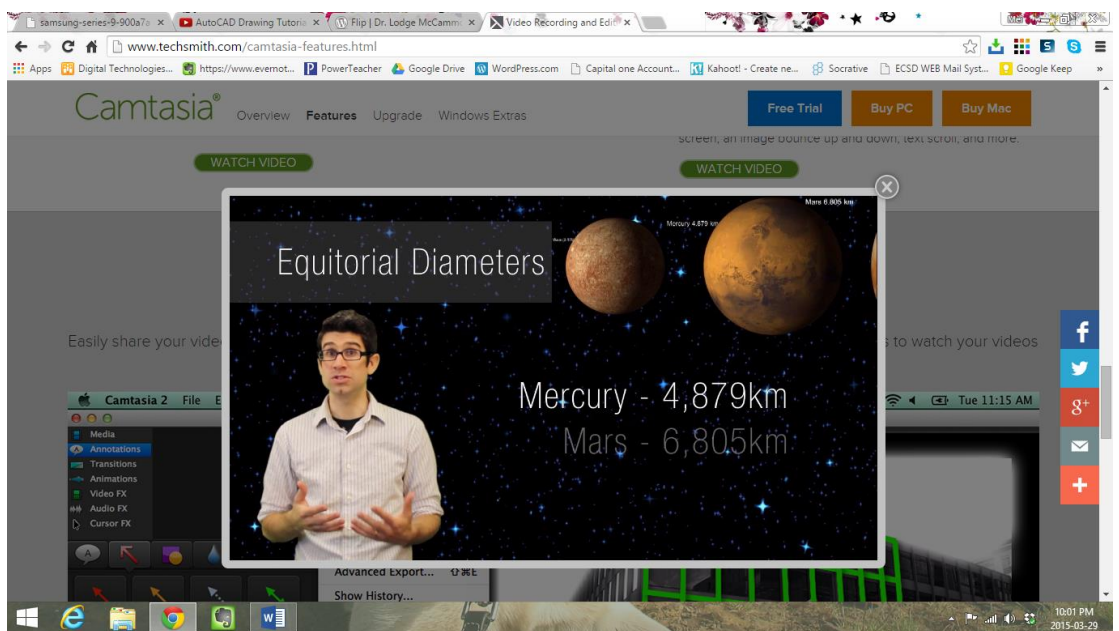 samsung-series-9-900a7a
AutoCAD Drawing Tutoria
Flip | Dr. Lodge McCammo
Video Recording and Edit
www.techsmith.com/camtasia-features.html
Apps
Digital Technologies...
https://www.evernot...
PowerTeacher
Google Drive
WordPress.com
Capital one Account...
Kahoot! - Create ne...
Socrative
ECSD WEB Mail Syst...
Google Keep
»
Camtasia®
Overview
Features
Upgrade
Windows Extras
Free Trial
Buy PC
Buy Mac
screen, an image bounce up and down, text scroll, and more.
WATCH VIDEO
WATCH VIDEO
Mars 6.805 km
Mercury 4.879 km
Equitorial Diameters
Mercury - 4,879km
Mars - 6,805km
Easily share your vide
s to watch your videos
Camtasia 2 File E
Tue 11:15 AM
Media
Annotations
Transitions
Animations
Video FX
Audio FX
Cursor FX
Advanced Export... ⇧⌘E
Show History...
10:01 PM
2015-03-29